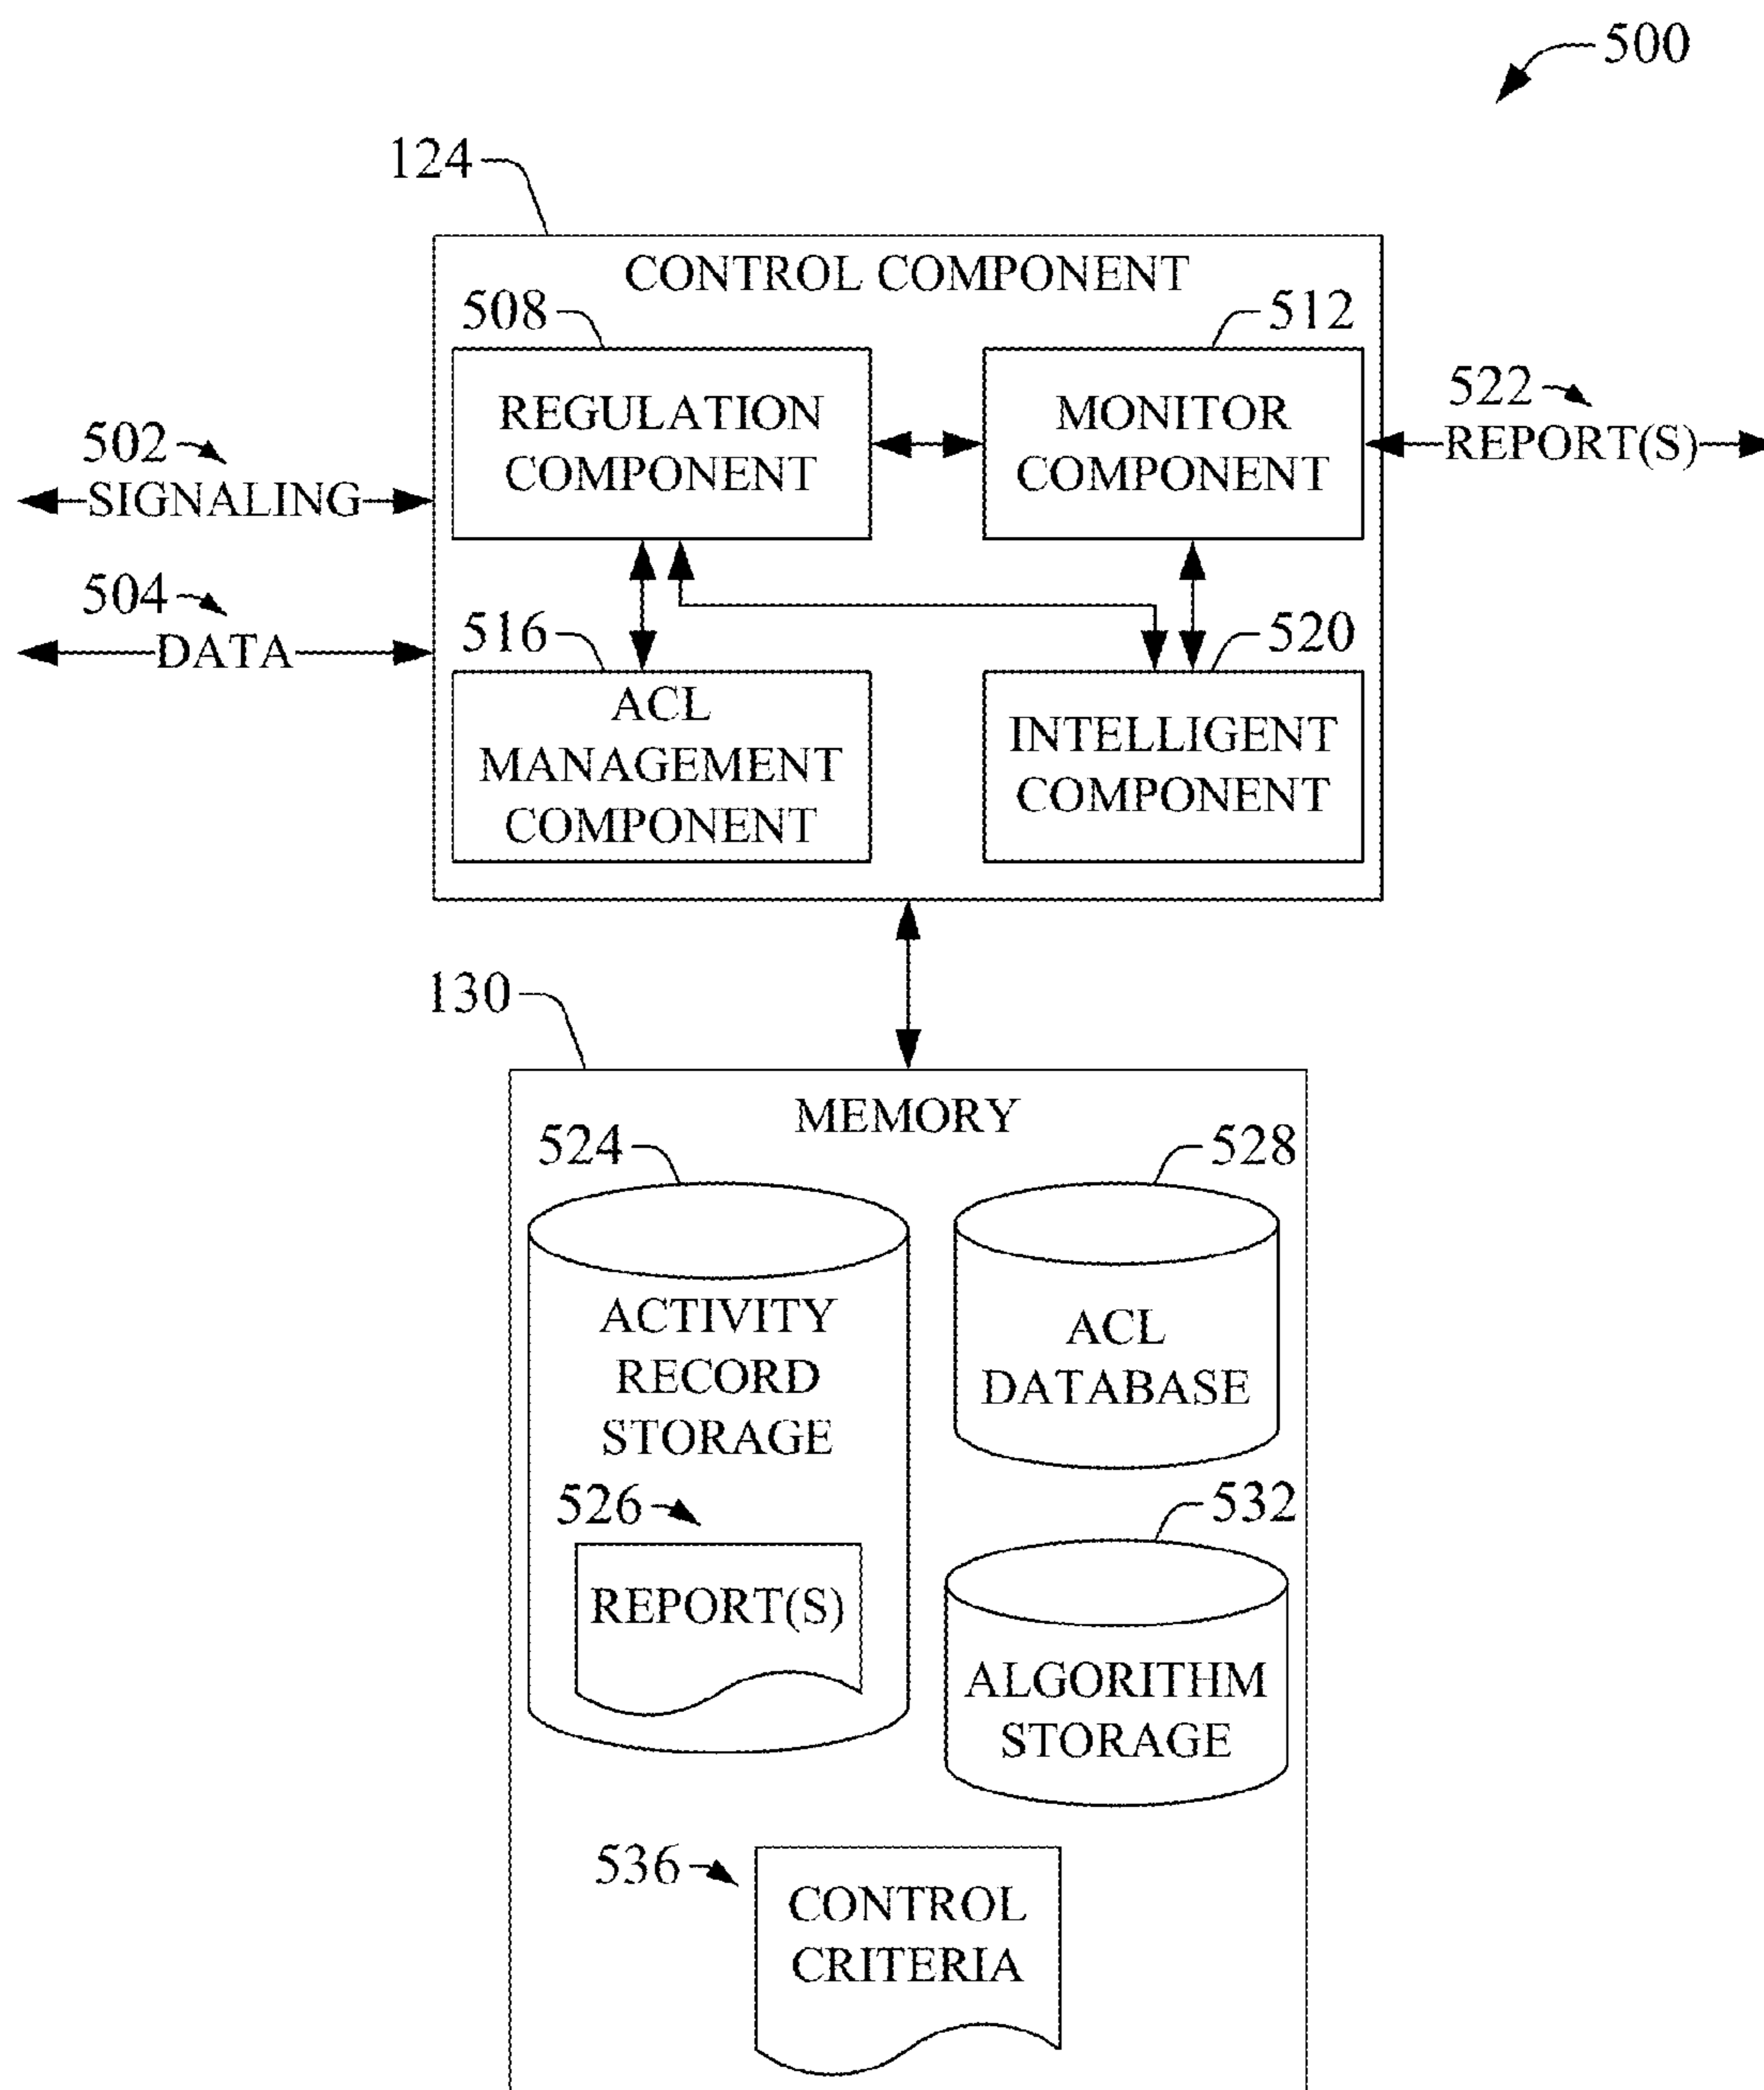 500
124
CONTROL COMPONENT
508
512
REGULATION
COMPONENT
MONITOR
COMPONENT
522
REPORT(S)
502
SIGNALING
504
DATA
516
520
ACL
MANAGEMENT
COMPONENT
INTELLIGENT
COMPONENT
130
MEMORY
524
528
ACTIVITY
RECORD
STORAGE
ACL
DATABASE
526
REPORT(S)
532
ALGORITHM
STORAGE
536
CONTROL
CRITERIA